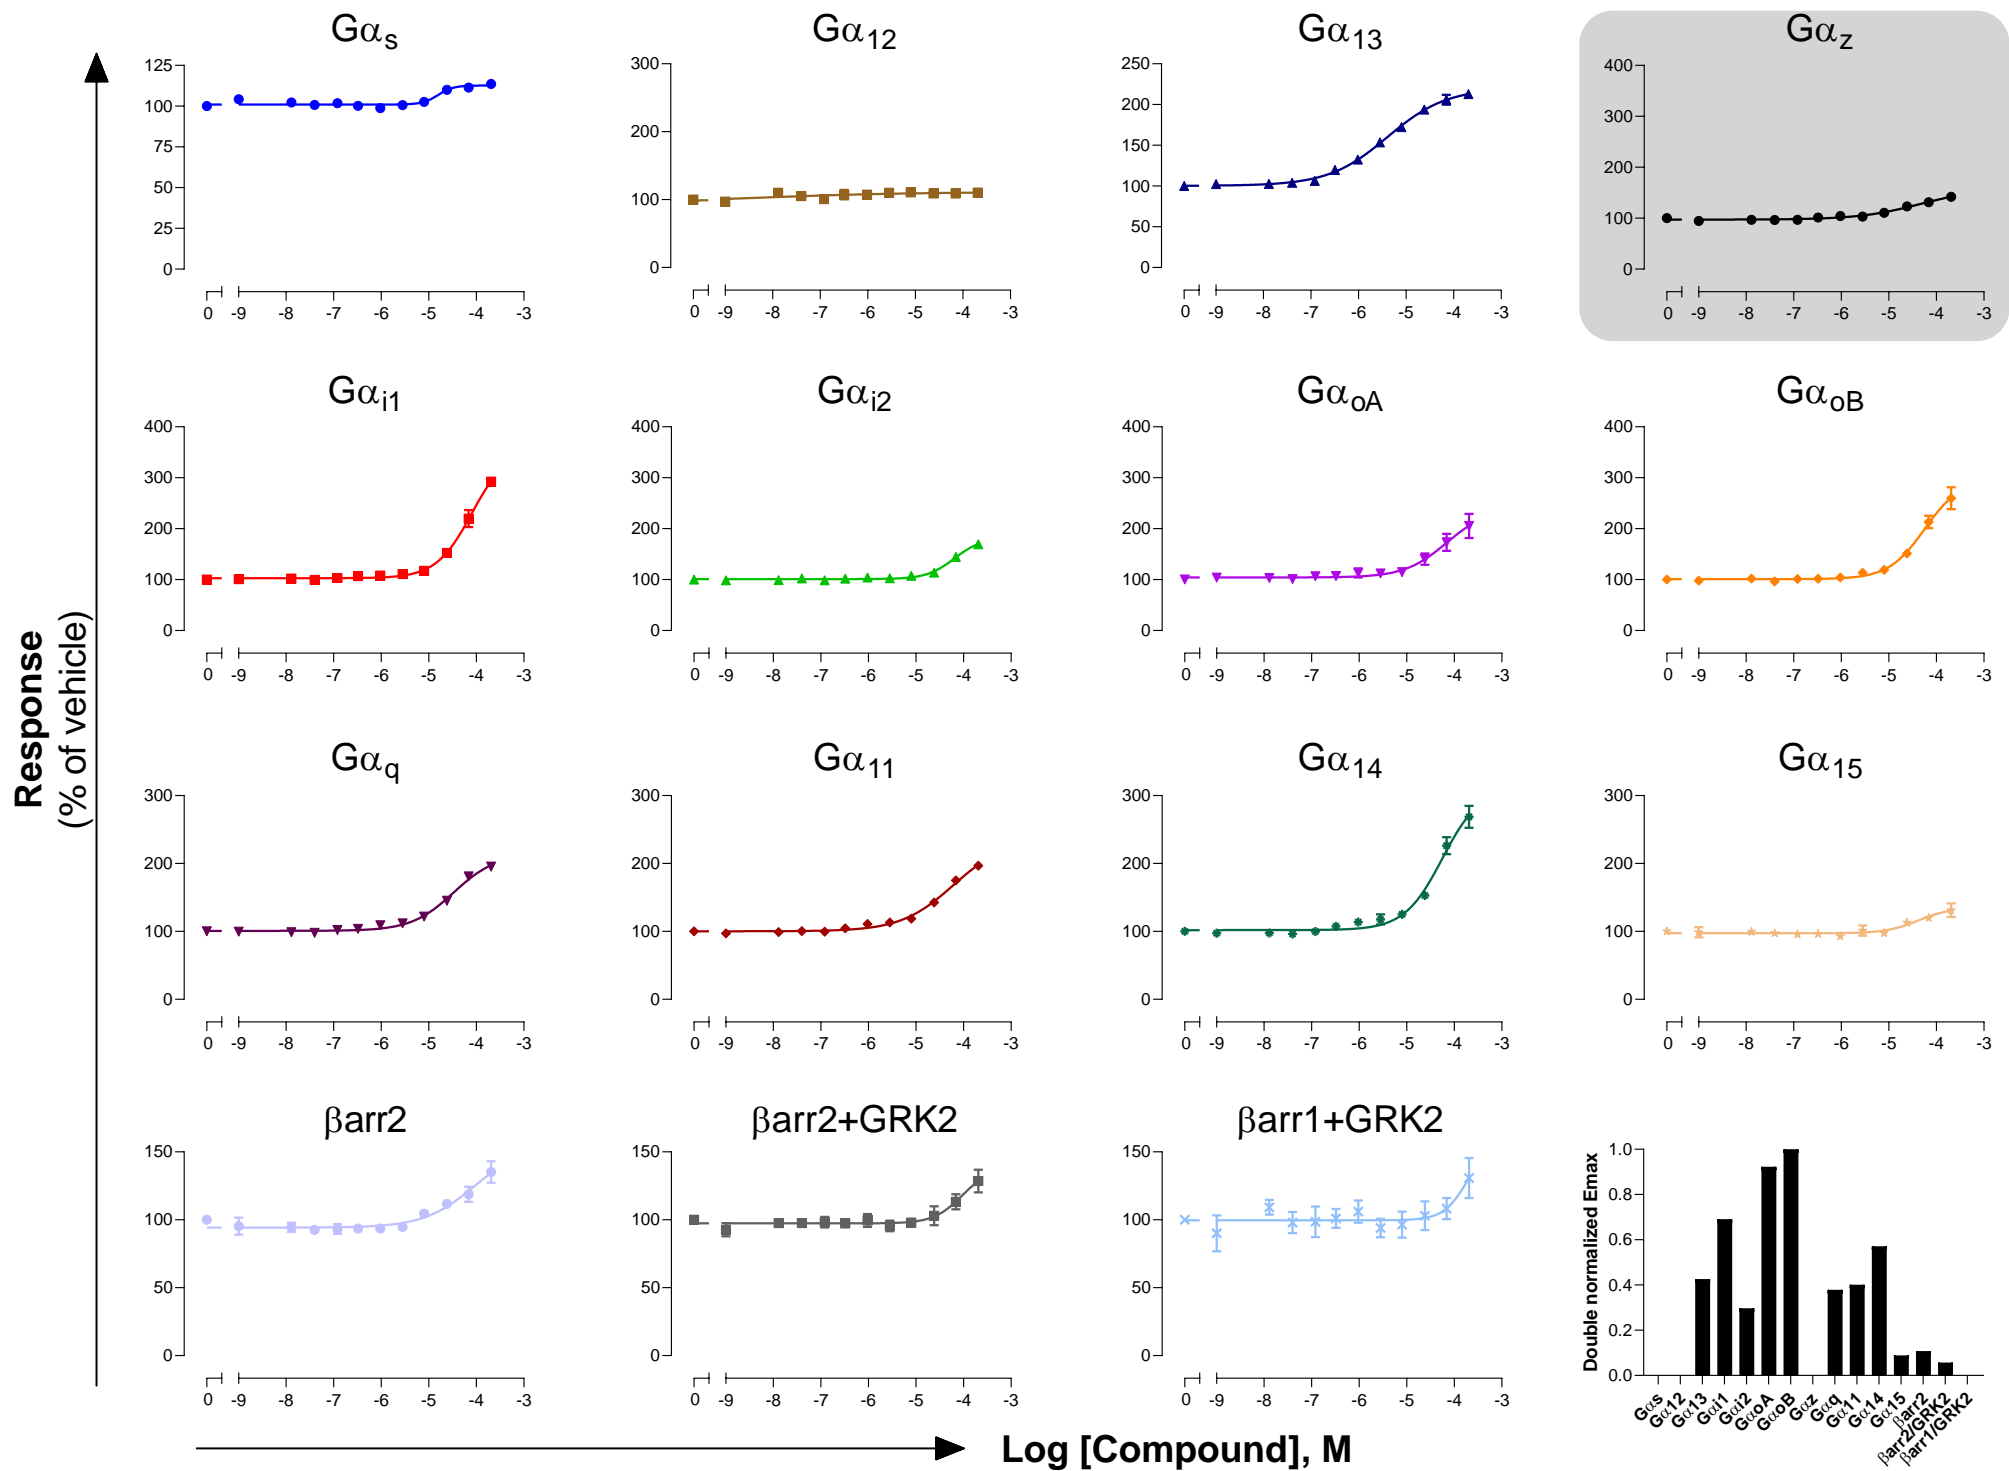 Gαs
Gα12
Gα13
Gαz
125
100
75
50
25
0
0 -9 -8 -7 -6 -5 -4 -3
300
200
100
0
0 -9 -8 -7 -6 -5 -4 -3
250
200
150
100
50
0
0 -9 -8 -7 -6 -5 -4 -3
400
300
200
100
0
0 -9 -8 -7 -6 -5 -4 -3
Gαi1
Gαi2
GαoA
GαoB
400
300
200
100
0
0 -9 -8 -7 -6 -5 -4 -3
400
300
200
100
0
0 -9 -8 -7 -6 -5 -4 -3
400
300
200
100
0
0 -9 -8 -7 -6 -5 -4 -3
400
300
200
100
0
0 -9 -8 -7 -6 -5 -4 -3
Response
(% of vehicle)
Gαq
Gα11
Gα14
Gα15
300
200
100
0
0 -9 -8 -7 -6 -5 -4 -3
300
200
100
0
0 -9 -8 -7 -6 -5 -4 -3
300
200
100
0
0 -9 -8 -7 -6 -5 -4 -3
300
200
100
0
0 -9 -8 -7 -6 -5 -4 -3
βarr2
βarr2+GRK2
βarr1+GRK2
150
100
50
0
0 -9 -8 -7 -6 -5 -4 -3
150
100
50
0
0 -9 -8 -7 -6 -5 -4 -3
150
100
50
0
0 -9 -8 -7 -6 -5 -4 -3
Double normalized Emax
1.0
0.8
0.6
0.4
0.2
0.0
Gαs
Gα12
Gα13
Gαi1
Gαi2
GαoA
GαoB
Gαz
Gαq
Gα11
Gα14
Gα15
βarr2
βarr2/GRK2
βarr1/GRK2
Log [Compound], M